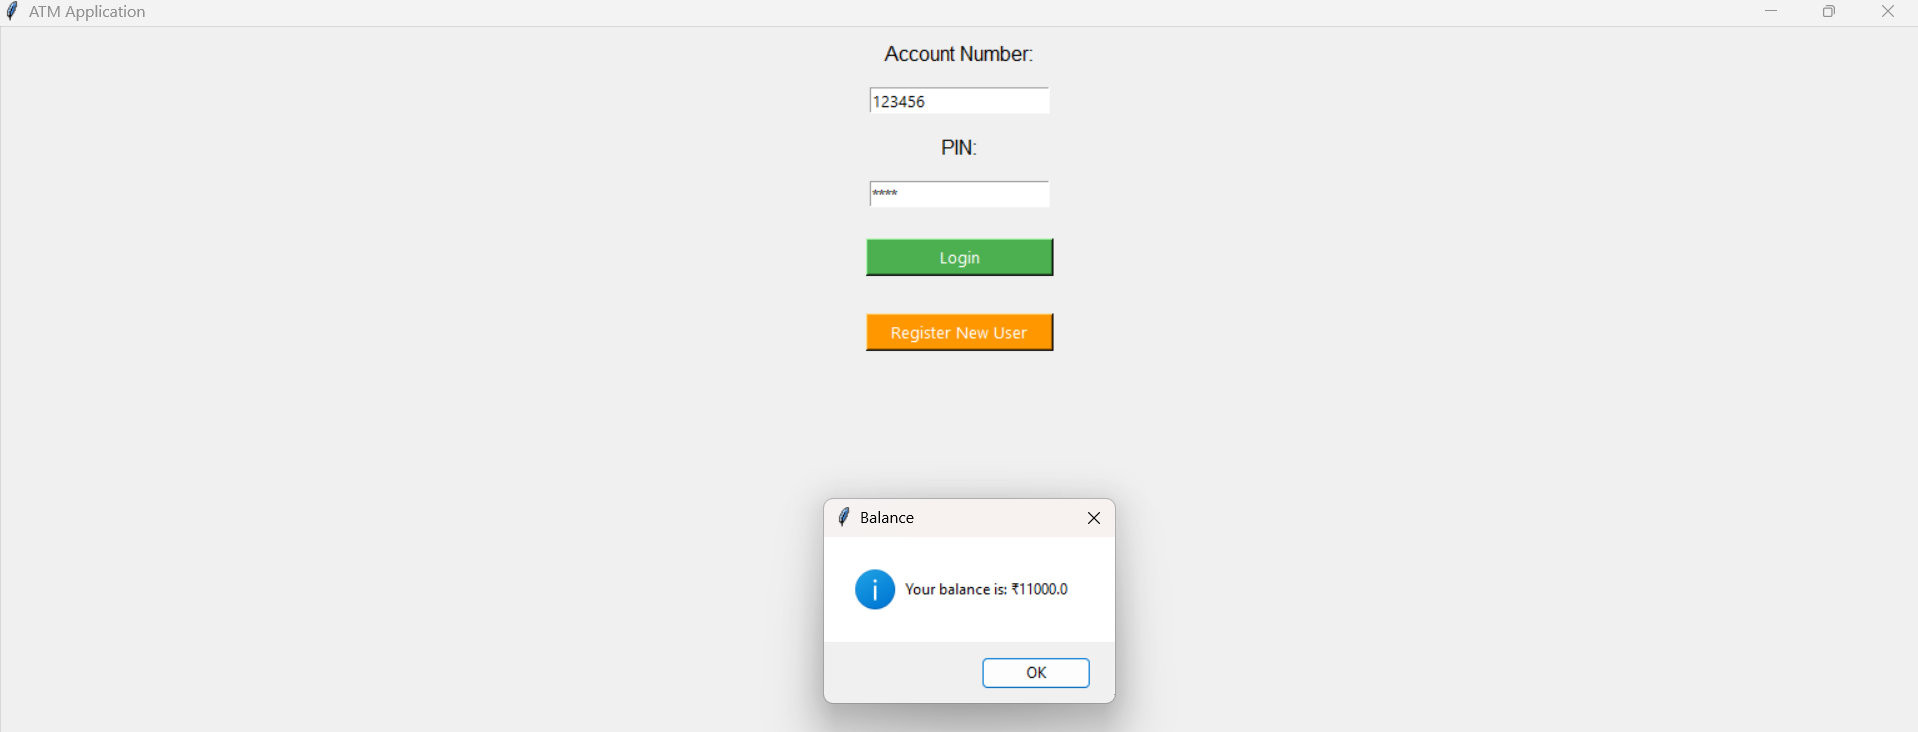 ATM Application
Account Number:
123456
PIN:
****
Login
Register New User
Balance
Your balance is: ₹11000.0
OK